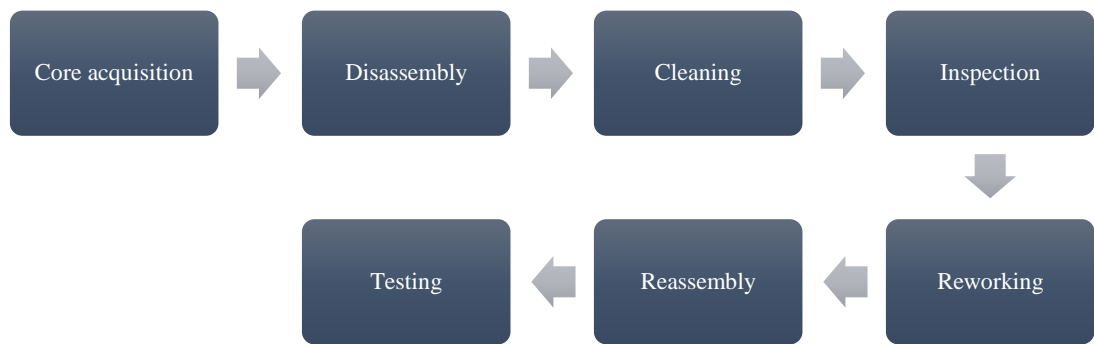 Core acquisition
Disassembly
Cleaning
Inspection
Reworking
Reassembly
Testing